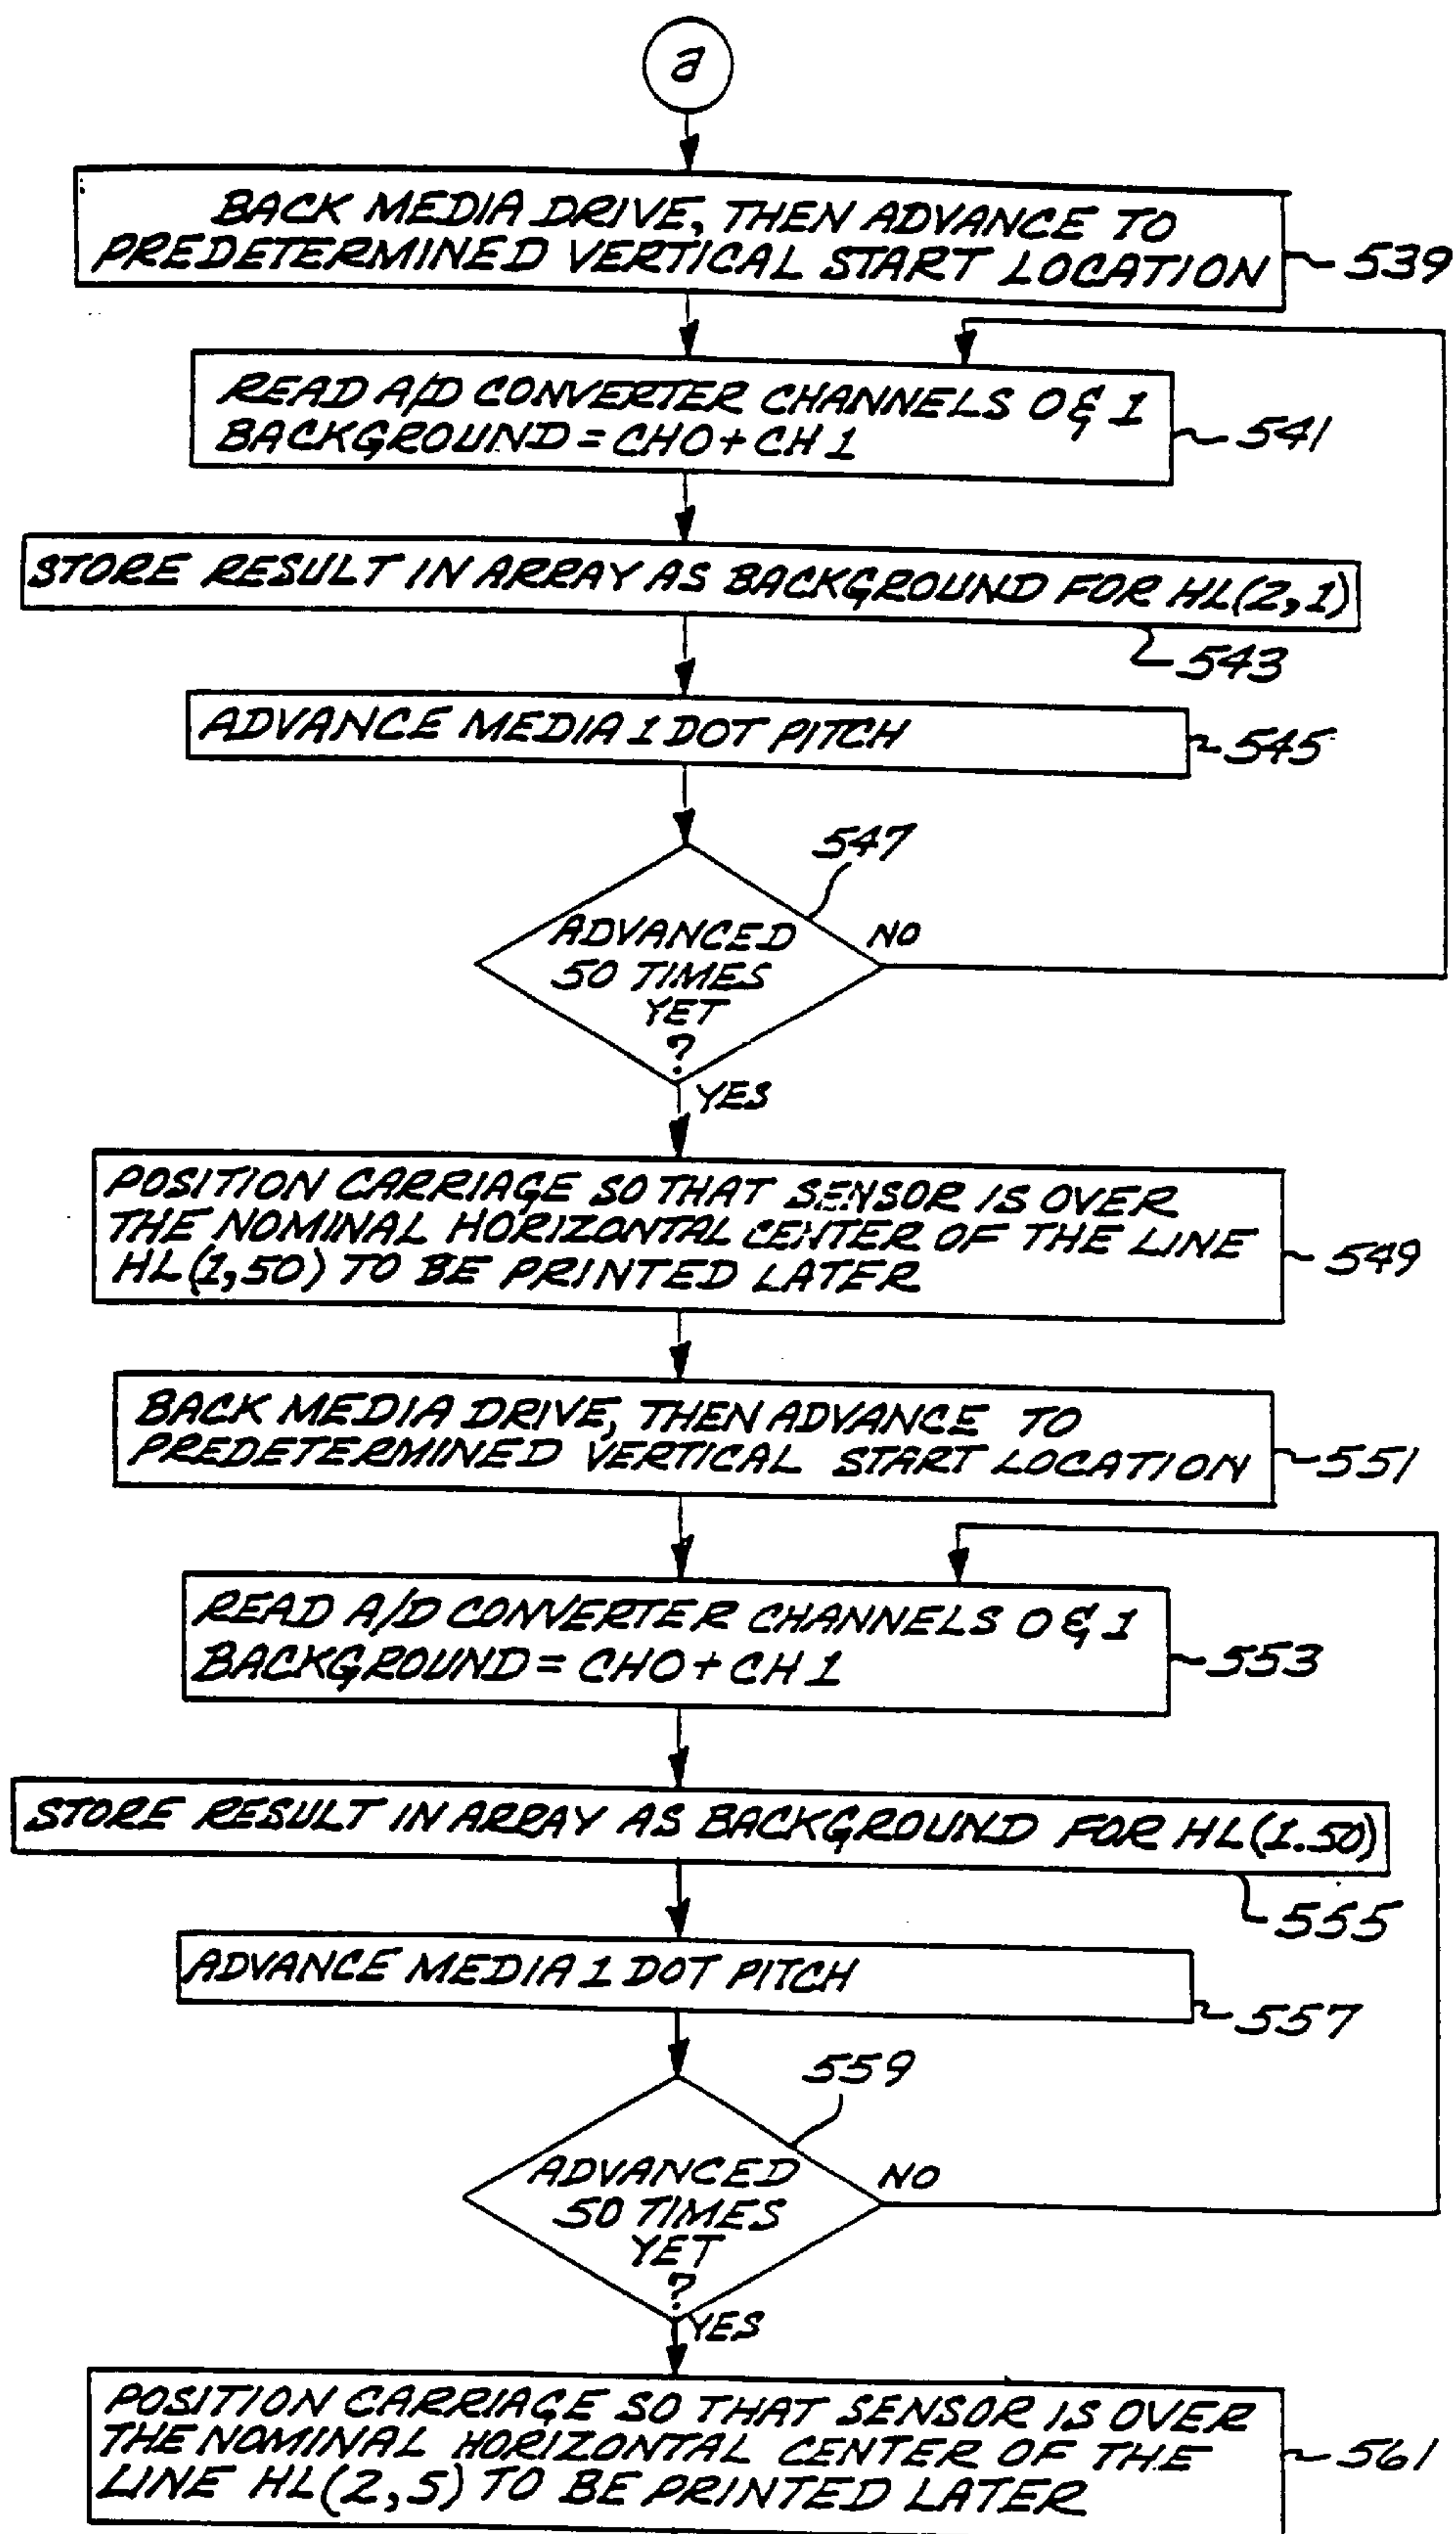 a
BACK MEDIA DRIVE, THEN ADVANCE TO
PREDETERMINED VERTICAL START LOCATION
539
READ A/D CONVERTER CHANNELS 0 & 1
BACKGROUND = CH0 + CH 1
541
STORE RESULT IN ARRAY AS BACKGROUND FOR HL(2,1)
543
ADVANCE MEDIA 1 DOT PITCH
545
547
ADVANCED
50 TIMES
YET
?
NO
YES
POSITION CARRIAGE SO THAT SENSOR IS OVER
THE NOMINAL HORIZONTAL CENTER OF THE LINE
HL(1,50) TO BE PRINTED LATER
549
BACK MEDIA DRIVE, THEN ADVANCE TO
PREDETERMINED VERTICAL START LOCATION
551
READ A/D CONVERTER CHANNELS 0 & 1
BACKGROUND = CH0 + CH 1
553
STORE RESULT IN ARRAY AS BACKGROUND FOR HL(1.50)
555
ADVANCE MEDIA 1 DOT PITCH
557
559
ADVANCED
50 TIMES
YET
?
NO
YES
POSITION CARRIAGE SO THAT SENSOR IS OVER
THE NOMINAL HORIZONTAL CENTER OF THE
LINE HL(2,5) TO BE PRINTED LATER
561